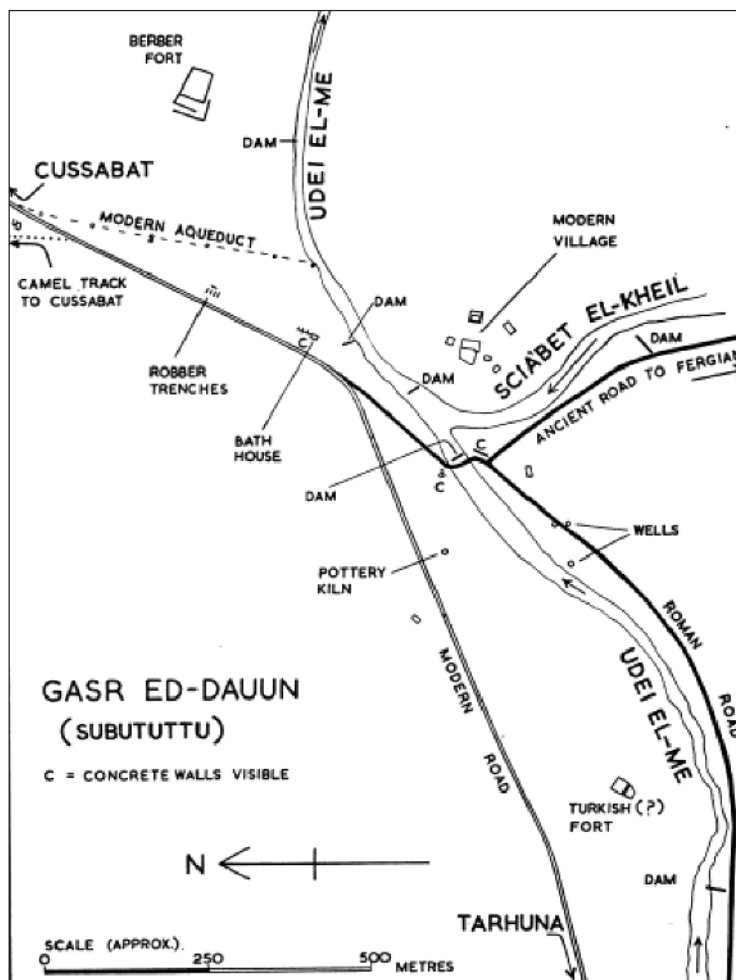 BERBER
FORT
UDEI EL-ME
DAM
CUSSABAT
MODERN AQUEDUCT
MODERN
VILLAGE
CAMEL TRACK
TO CUSSABAT
DAM
SCIABET EL-KHEIL
DAM
ROBBER
TRENCHES
C
DAM
ANCIENT ROAD TO FERGIAN
BATH
HOUSE
C
DAM
C
WELLS
POTTERY
KILN
ROMAN ROAD
MODERN ROAD
UDEI EL-ME
GASR ED-DAUUN
(SUBUTUTTU)
C = CONCRETE WALLS VISIBLE
TURKISH (?)
FORT
N
DAM
TARHUNA
SCALE (APPROX.)
0 250 500 METRES